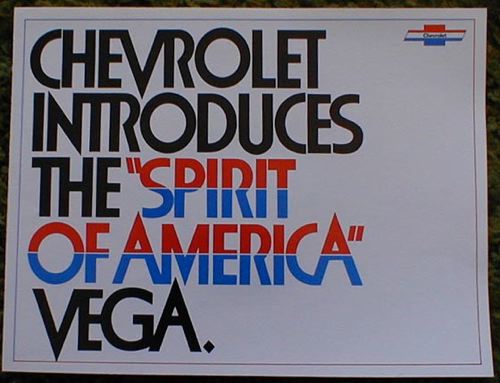 CHEVROLET
Chevrolet
INTRODUCES
THE "SPIRIT
OF AMERICA"
VEGA.